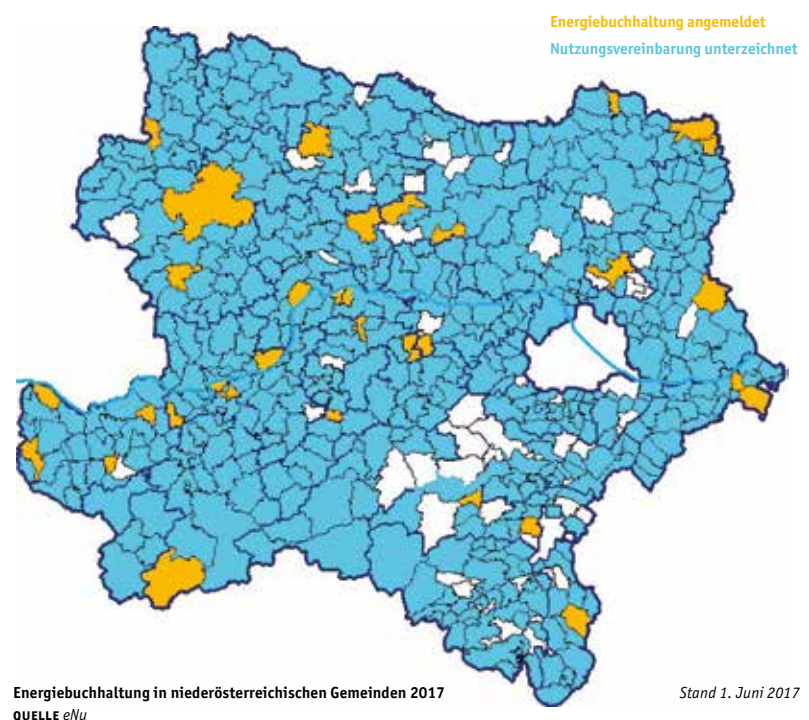 Energiebuchhaltung angemeldet
Nutzungsvereinbarung unterzeichnet
Energiebuchhaltung in niederösterreichischen Gemeinden 2017
Stand 1. Juni 2017
QUELLE eNu